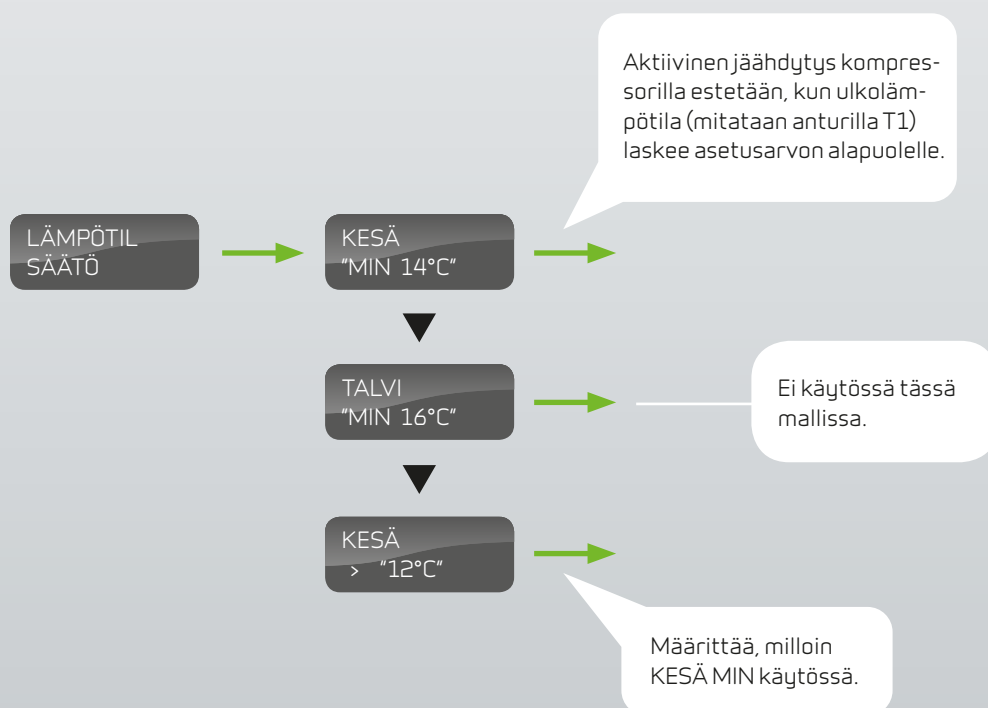 Aktiivinen jäähdytys kompres-
sorilla estetään, kun ulkoläm-
pötila (mitataan anturilla T1)
laskee asetusarvon alapuolelle.
LÄMPÖTIL
SÄÄTÖ
KESÄ
"MIN 14°C"
TALVI
"MIN 16°C"
Ei käytössä tässä
mallissa.
KESÄ
> "12°C"
Määrittää, milloin
KESÄ MIN käytössä.